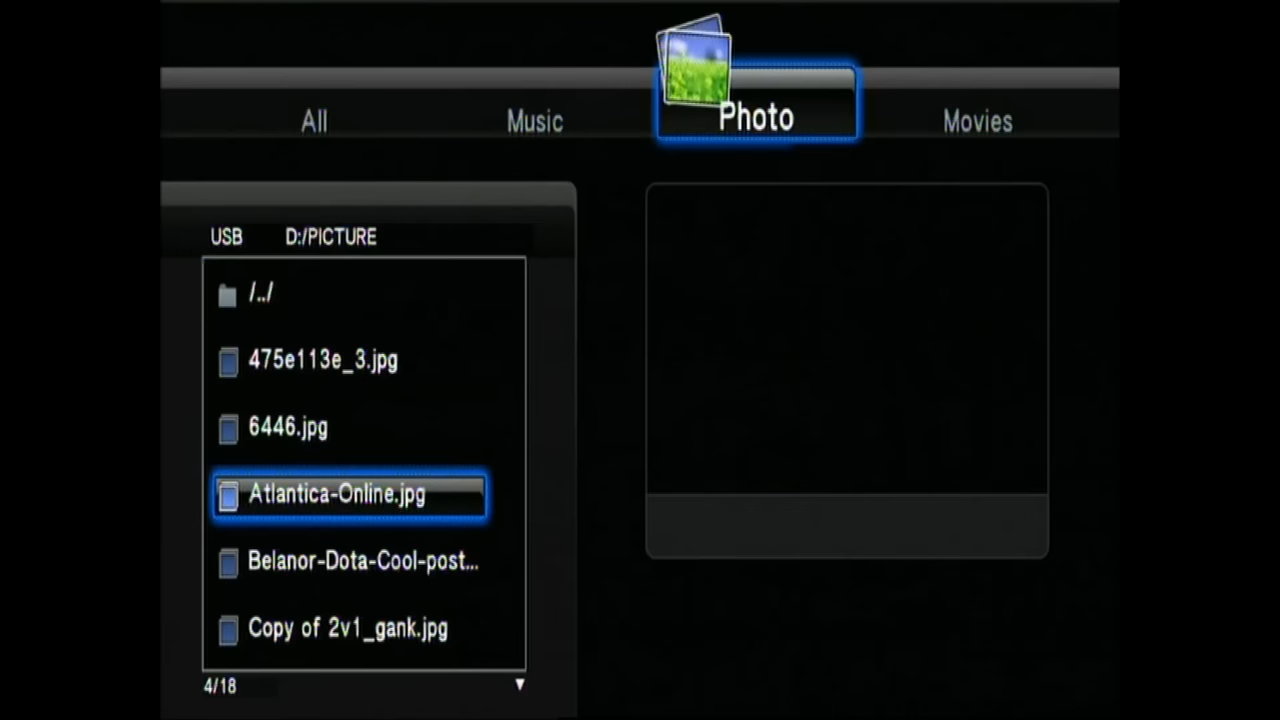 All Music Photo Movies
USB D:/PICTURE
/../
475e113e_3.jpg
6446.jpg
Atlantica-Online.jpg
Belanor-Dota-Cool-post...
Copy of 2v1_gank.jpg
4/18